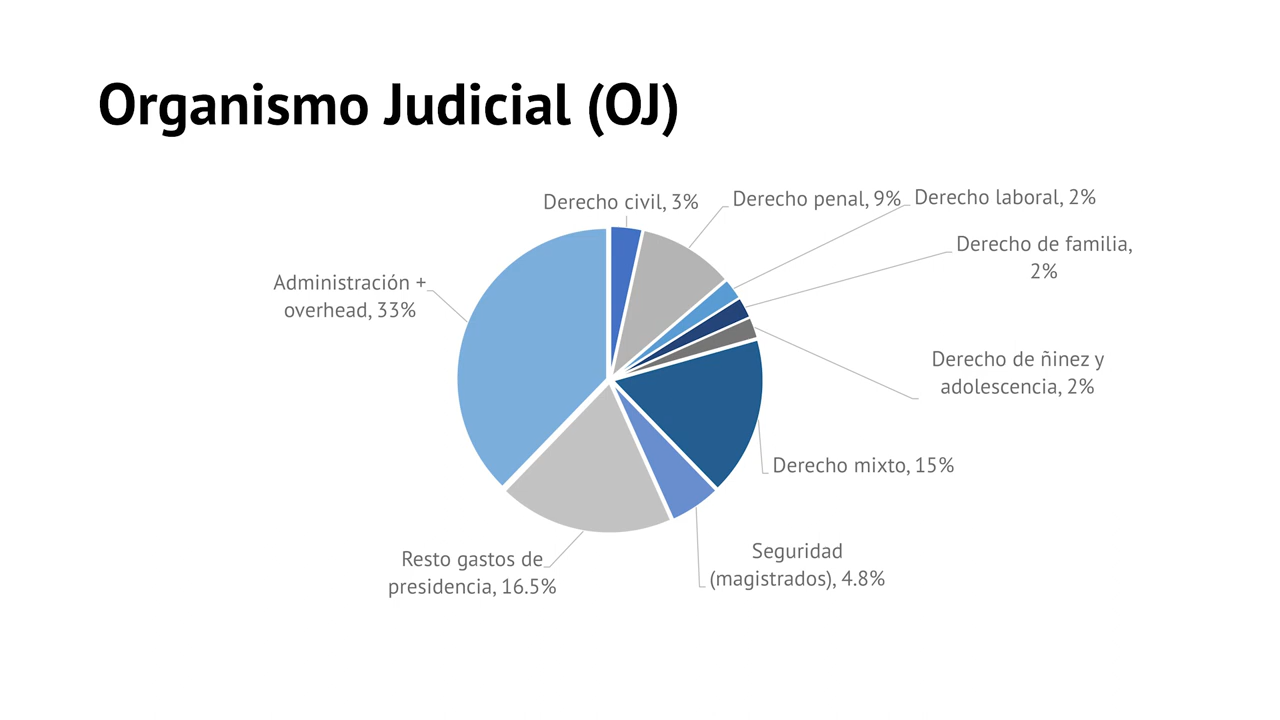 Organismo Judicial (OJ)
Derecho civil, 3%
Derecho penal, 9%
Derecho laboral, 2%
Derecho de familia,
2%
Administración +
overhead, 33%
Derecho de ñinez y
adolescencia, 2%
Derecho mixto, 15%
Seguridad
(magistrados), 4.8%
Resto gastos de
presidencia, 16.5%